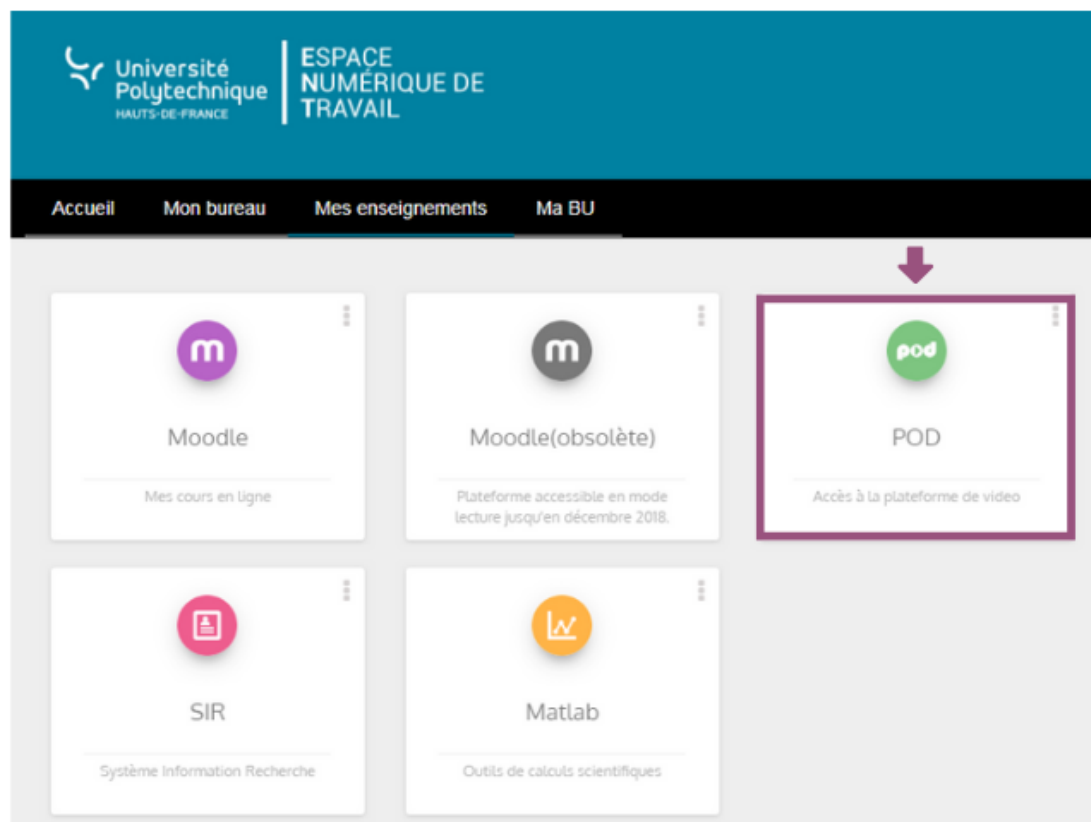 Université
Polytechnique
HAUTS-DE-FRANCE
ESPACE
NUMÉRIQUE DE
TRAVAIL
Accueil Mon bureau Mes enseignements Ma BU
m
Moodle
Mes cours en ligne
m
Moodle(obsolète)
Plateforme accessible en mode
lecture jusqu'en décembre 2018.
pod
POD
Accès à la plateforme de video
SIR
Système Information Recherche
Matlab
Outils de calculs scientifiques